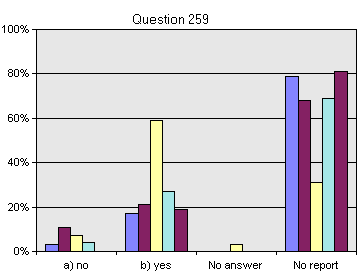 Question 259
100%
80%
60%
40%
20%
0%
a) no
b) yes
No answer
No report